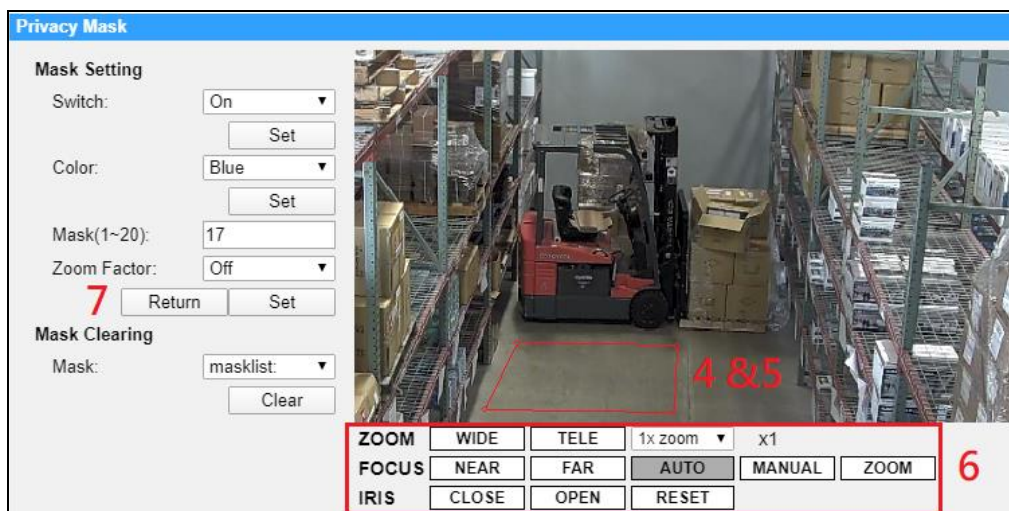 Privacy Mask
Mask Setting
Switch: On
Set
Color: Blue
Set
Mask(1~20): 17
Zoom Factor: Off
7 Return Set
Mask Clearing
Mask: masklist:
Clear
4 &5
ZOOM WIDE TELE 1x zoom x1
FOCUS NEAR FAR AUTO MANUAL ZOOM
IRIS CLOSE OPEN RESET
6